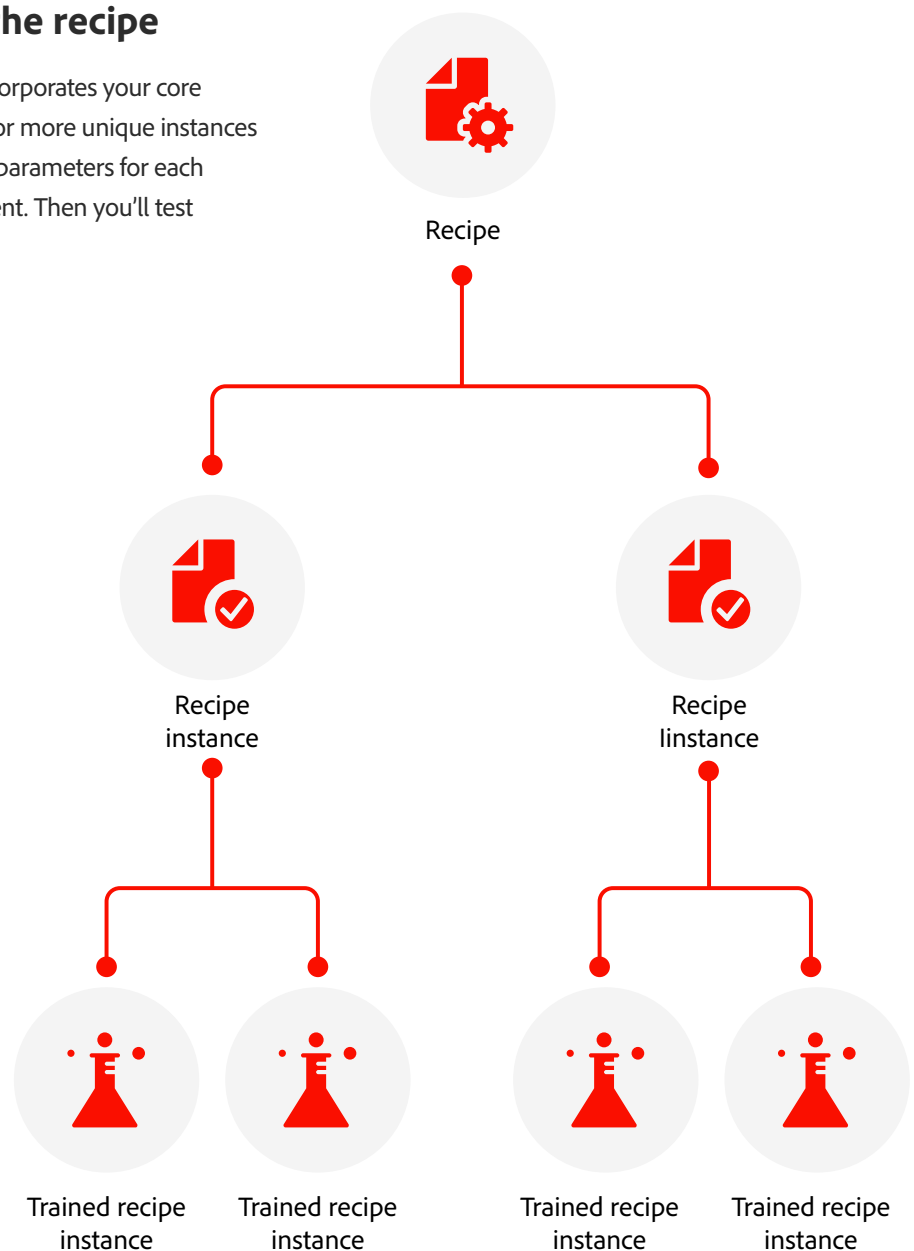 he recipe
orporates your core
or more unique instances
parameters for each
ent. Then you’ll test
Recipe
Recipe
instance
Recipe
Iinstance
Trained recipe
instance
Trained recipe
instance
Trained recipe
instance
Trained recipe
instance